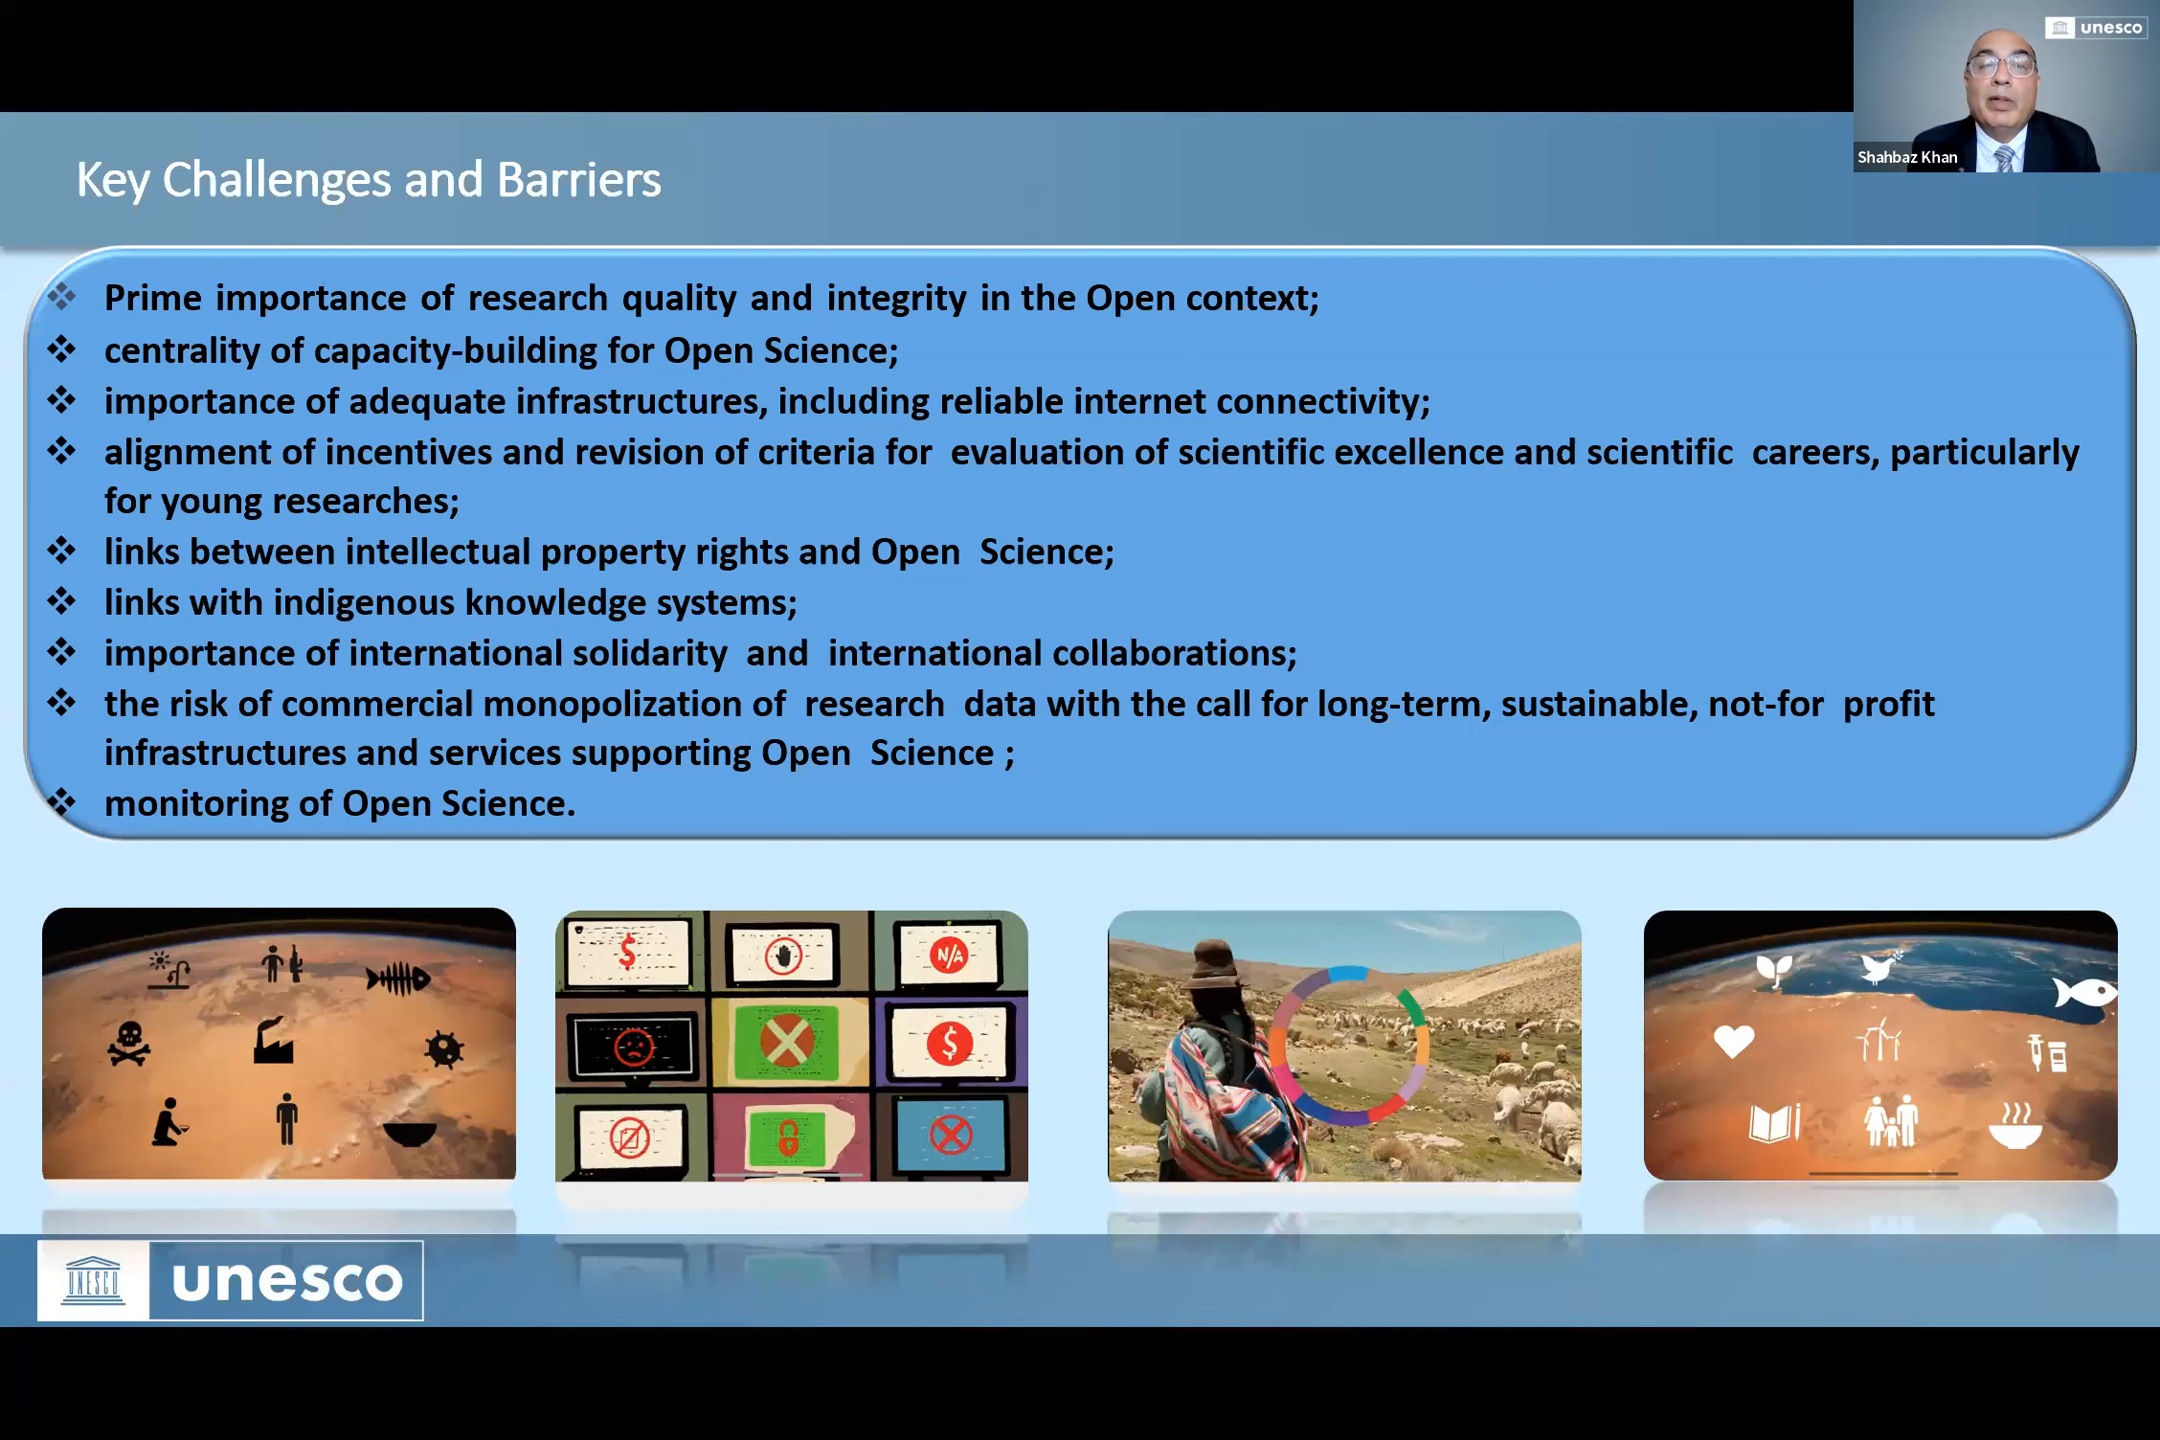 unesco
Shahbaz Khan
Key Challenges and Barriers
❖ Prime importance of research quality and integrity in the Open context;
❖ centrality of capacity-building for Open Science;
❖ importance of adequate infrastructures, including reliable internet connectivity;
❖ alignment of incentives and revision of criteria for evaluation of scientific excellence and scientific careers, particularly
for young researches;
❖ links between intellectual property rights and Open Science;
❖ links with indigenous knowledge systems;
❖ importance of international solidarity and international collaborations;
❖ the risk of commercial monopolization of research data with the call for long-term, sustainable, not-for profit
infrastructures and services supporting Open Science ;
❖ monitoring of Open Science.
$
N/A
$
UNESCO
unesco